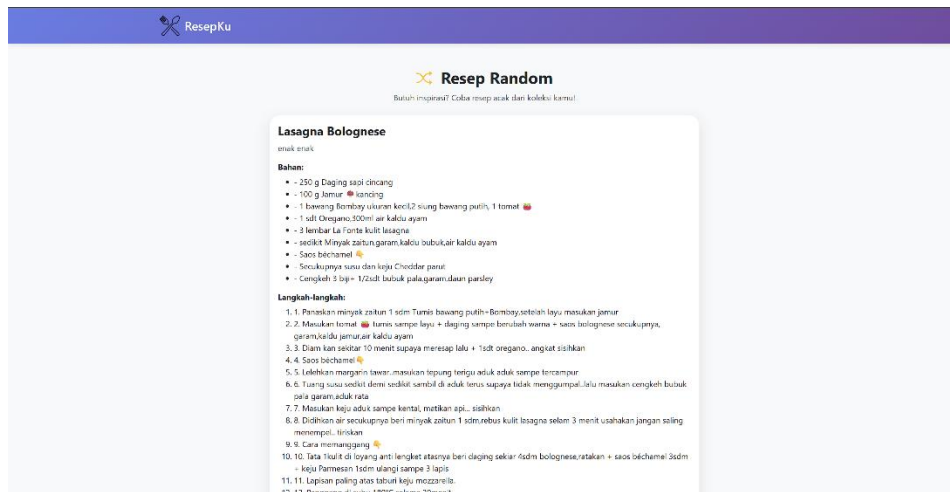 ResepKu
Resep Random
Butuh inspirasi? Coba resep acak dari koleksi kamu!
Lasagna Bolognese
enak enak
Bahan:
- 250 g Daging sapi cincang
- 100 g Jamur 🍄 kancing
- 1 bawang Bombay ukuran kecil,2 siung bawang putih, 1 tomat 🍅
- 1 sdt Oregano,300ml air kaldu ayam
- 3 lembar La Fonte kulit lasagna
- sedikit Minyak zaitun,garam,kaldu bubuk,air kaldu ayam
- Saos béchamel 👇
- Secukupnya susu dan keju Cheddar parut
- Cengkeh 3 biji+ 1/2sdt bubuk pala,garam,daun parsley
Langkah-langkah:
1. 1. Panaskan minyak zaitun 1 sdm Tumis bawang putih+Bombay,setelah layu masukan jamur
2. 2. Masukan tomat 🍅 tumis sampe layu + daging sampe berubah warna + saos bolognese secukupnya,
garam,kaldu jamur,air kaldu ayam
3. 3. Diam kan sekitar 10 menit supaya meresap lalu + 1sdt oregano.. angkat sisihkan
4. 4. Saos béchamel 👇
5. 5. Lelehkan margarin tawar..masukan tepung terigu aduk aduk sampe tercampur
6. 6. Tuang susu sedkit demi sedikit sambil di aduk terus supaya tidak menggumpal..lalu masukan cengkeh bubuk
pala garam,aduk rata
7. 7. Masukan keju aduk sampe kental, matikan api... sisihkan
8. 8. Didihkan air secukupnya beri minyak zaitun 1 sdm,rebus kulit lasagna selam 3 menit usahakan jangan saling
menempel.. tiriskan
9. 9. Cara memanggang 👇
10. 10. Tata 1kulit di loyang anti lengket atasnya beri daging sekiar 4sdm bolognese,ratakan + saos béchamel 3sdm
+ keju Parmesan 1sdm ulangi sampe 3 lapis
11. 11. Lapisan paling atas taburi keju mozzarella.